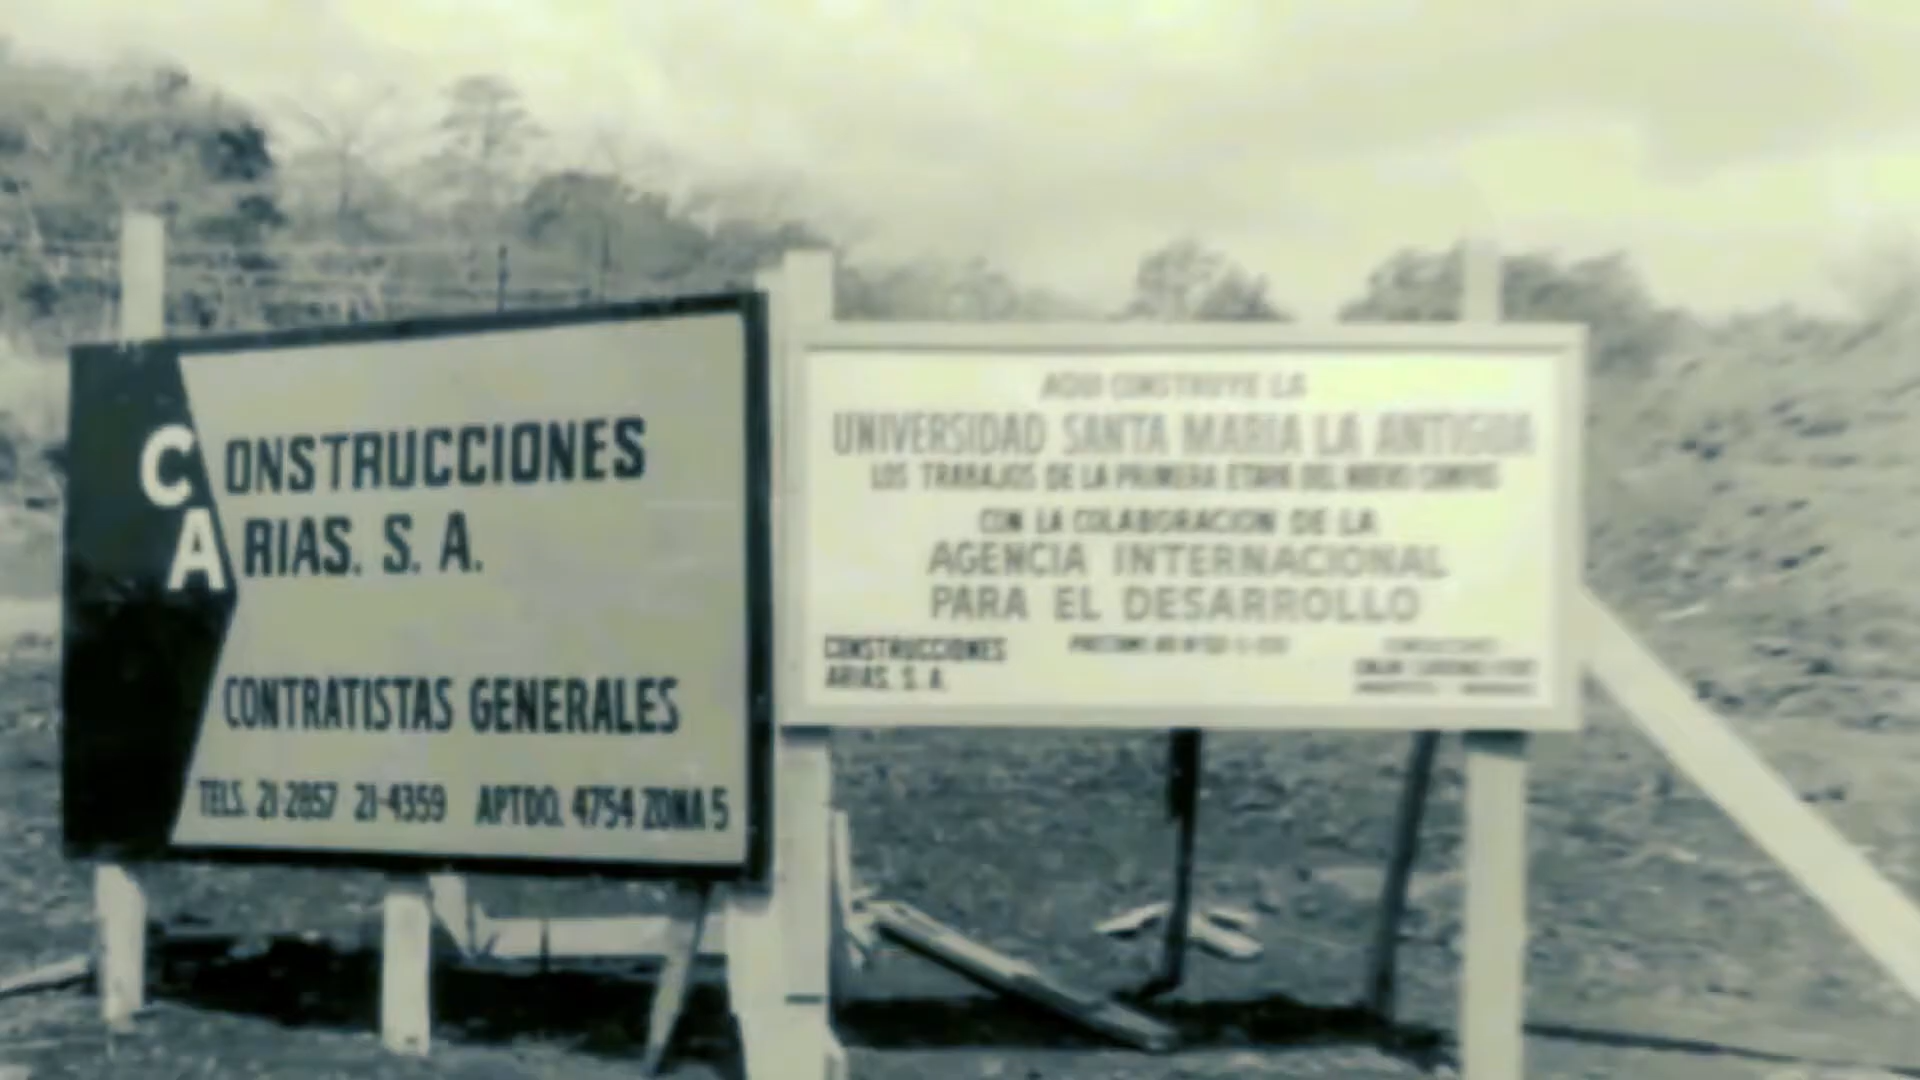 CONSTRUCCIONES
ARIAS. S. A.
CONTRATISTAS GENERALES
TELS. 21-2857 21-4359 APTDO. 4754 ZONA 5
AQUI CONSTRUYE LA
UNIVERSIDAD SANTA MARIA LA ANTIGUA
LOS TRABAJOS DE LA PRIMERA ETAPA DEL NUEVO CAMPUS
CON LA COLABORACION DE LA
AGENCIA INTERNACIONAL
PARA EL DESARROLLO
CONSTRUCCIONES
ARIAS. S. A.